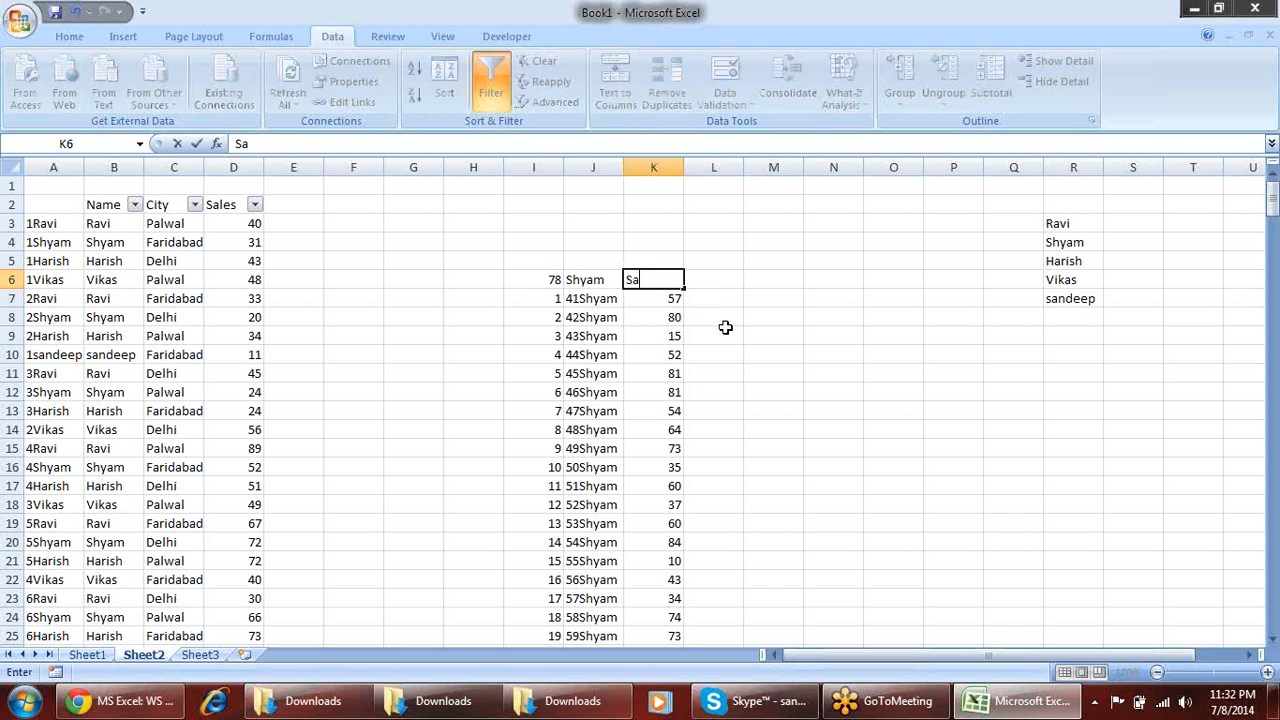 Book1 - Microsoft Excel
Home Insert Page Layout Formulas Data Review View Developer
From Access From Web From Text From Other Sources Existing Connections Refresh All Connections Properties Edit Links Sort Filter Clear Reapply Advanced Text to Columns Remove Duplicates Data Validation Consolidate What-If Analysis Group Ungroup Subtotal Show Detail Hide Detail
Get External Data Connections Sort & Filter Data Tools Outline
K6 Sa
A B C D E F G H I J K L M N O P Q R S T U
1
2 Name City Sales
3 1Ravi Ravi Palwal 40 Ravi
4 1Shyam Shyam Faridabad 31 Shyam
5 1Harish Harish Delhi 43 Harish
6 1Vikas Vikas Palwal 48 78 Shyam Sa Vikas
7 2Ravi Ravi Faridabad 33 1 41Shyam 57 sandeep
8 2Shyam Shyam Delhi 20 2 42Shyam 80
9 2Harish Harish Palwal 34 3 43Shyam 15
10 1sandeep sandeep Faridabad 11 4 44Shyam 52
11 3Ravi Ravi Delhi 45 5 45Shyam 81
12 3Shyam Shyam Palwal 24 6 46Shyam 81
13 3Harish Harish Faridabad 24 7 47Shyam 54
14 2Vikas Vikas Delhi 56 8 48Shyam 64
15 4Ravi Ravi Palwal 89 9 49Shyam 73
16 4Shyam Shyam Faridabad 52 10 50Shyam 35
17 4Harish Harish Delhi 51 11 51Shyam 60
18 3Vikas Vikas Palwal 49 12 52Shyam 37
19 5Ravi Ravi Faridabad 67 13 53Shyam 60
20 5Shyam Shyam Delhi 72 14 54Shyam 84
21 5Harish Harish Palwal 72 15 55Shyam 10
22 4Vikas Vikas Faridabad 40 16 56Shyam 43
23 6Ravi Ravi Delhi 30 17 57Shyam 34
24 6Shyam Shyam Palwal 66 18 58Shyam 74
25 6Harish Harish Faridabad 73 19 59Shyam 73
Sheet1 Sheet2 Sheet3
Enter 100%
MS Excel: WS ... Downloads Downloads Downloads Skype™ - san... GoToMeeting Microsoft Exc... 11:32 PM
7/8/2014